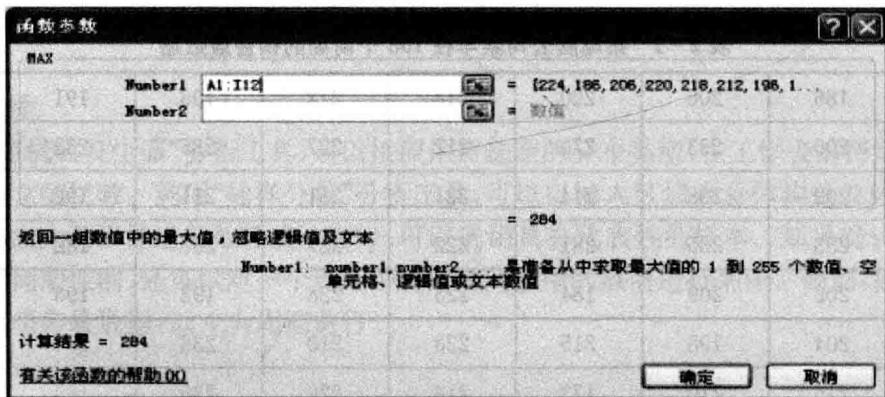 函数参数
MAX
Number1 A1:I12 = {224,186,206,220,218,212,196,1...
Number2 = 数值
= 284
返回一组数值中的最大值，忽略逻辑值及文本
Number1: number1,number2,... 是准备从中求取最大值的 1 到 255 个数值、空
单元格、逻辑值或文本数值
计算结果 = 284
有关该函数的帮助(H)
确定 取消